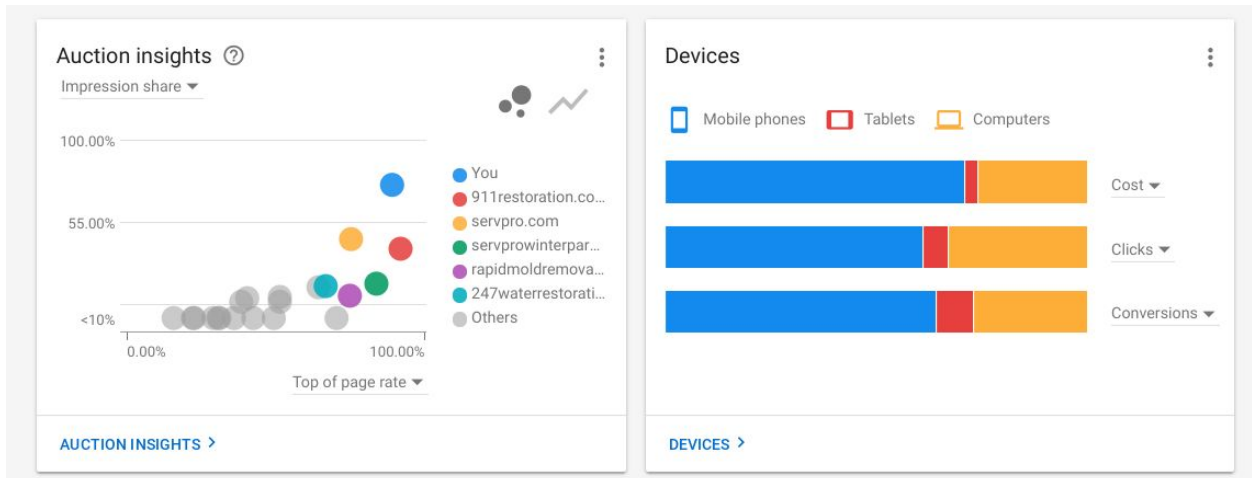 Auction insights
Impression share
100.00%
55.00%
<10%
0.00%
100.00%
Top of page rate
You
911restoration.co...
servpro.com
servprowinterpar...
rapidmoldremova...
247waterrestorati...
Others
AUCTION INSIGHTS
Devices
Mobile phones
Tablets
Computers
Cost
Clicks
Conversions
DEVICES